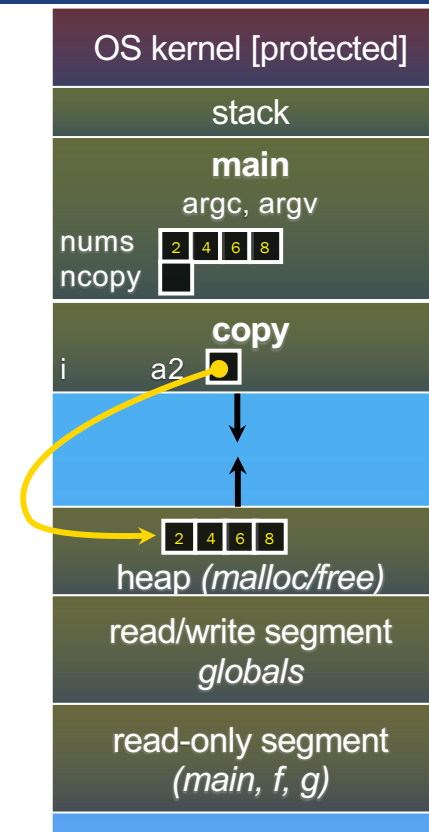 OS kernel [protected]
stack
main
argc, argv
nums 2 4 6 8
ncopy
copy
i a2
2 4 6 8
heap (malloc/free)
read/write segment
globals
read-only segment
(main, f, g)